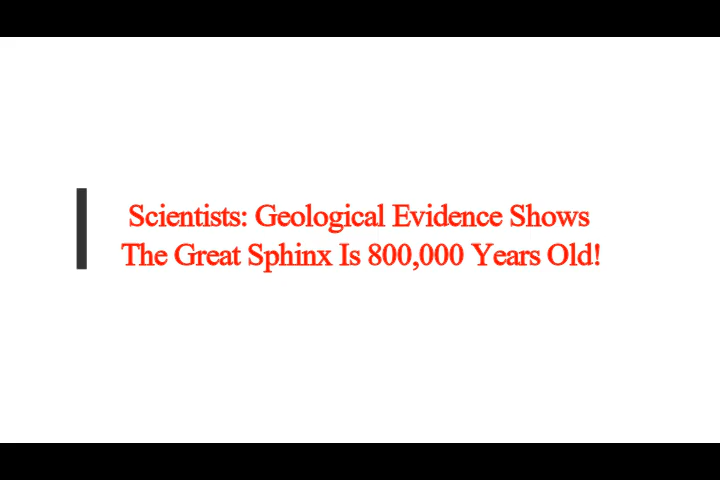 Scientists: Geological Evidence Shows
The Great Sphinx Is 800,000 Years Old!